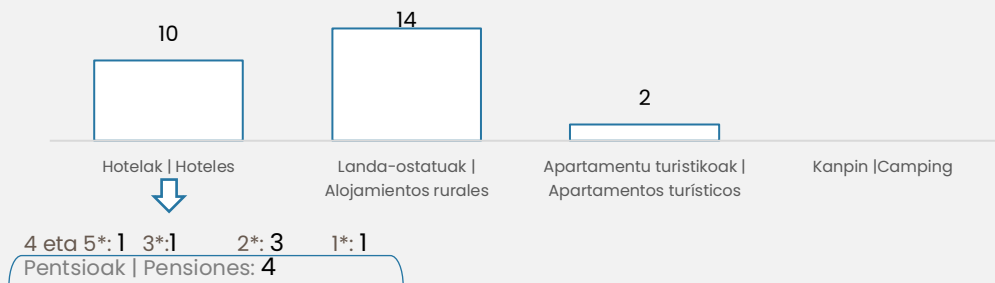 10
14
2
Hotelak | Hoteles
Landa-ostatuak |
Alojamientos rurales
Apartamentu turistikoak |
Apartamentos turísticos
Kanpin |Camping
4 eta 5*: 1 3*:1 2*: 3 1*: 1
Pentsioak | Pensiones: 4